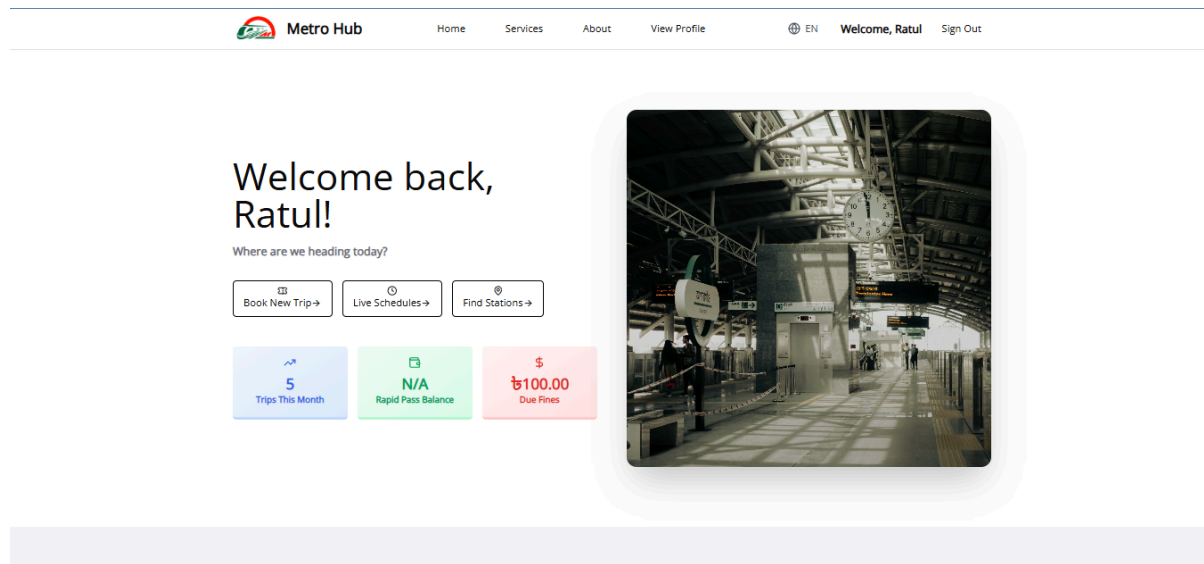 Metro Hub
Home
Services
About
View Profile
EN
Welcome, Ratul
Sign Out
Welcome back,
Ratul!
Where are we heading today?
Book New Trip→
Live Schedules→
Find Stations→
5
Trips This Month
N/A
Rapid Pass Balance
$
৳100.00
Due Fines